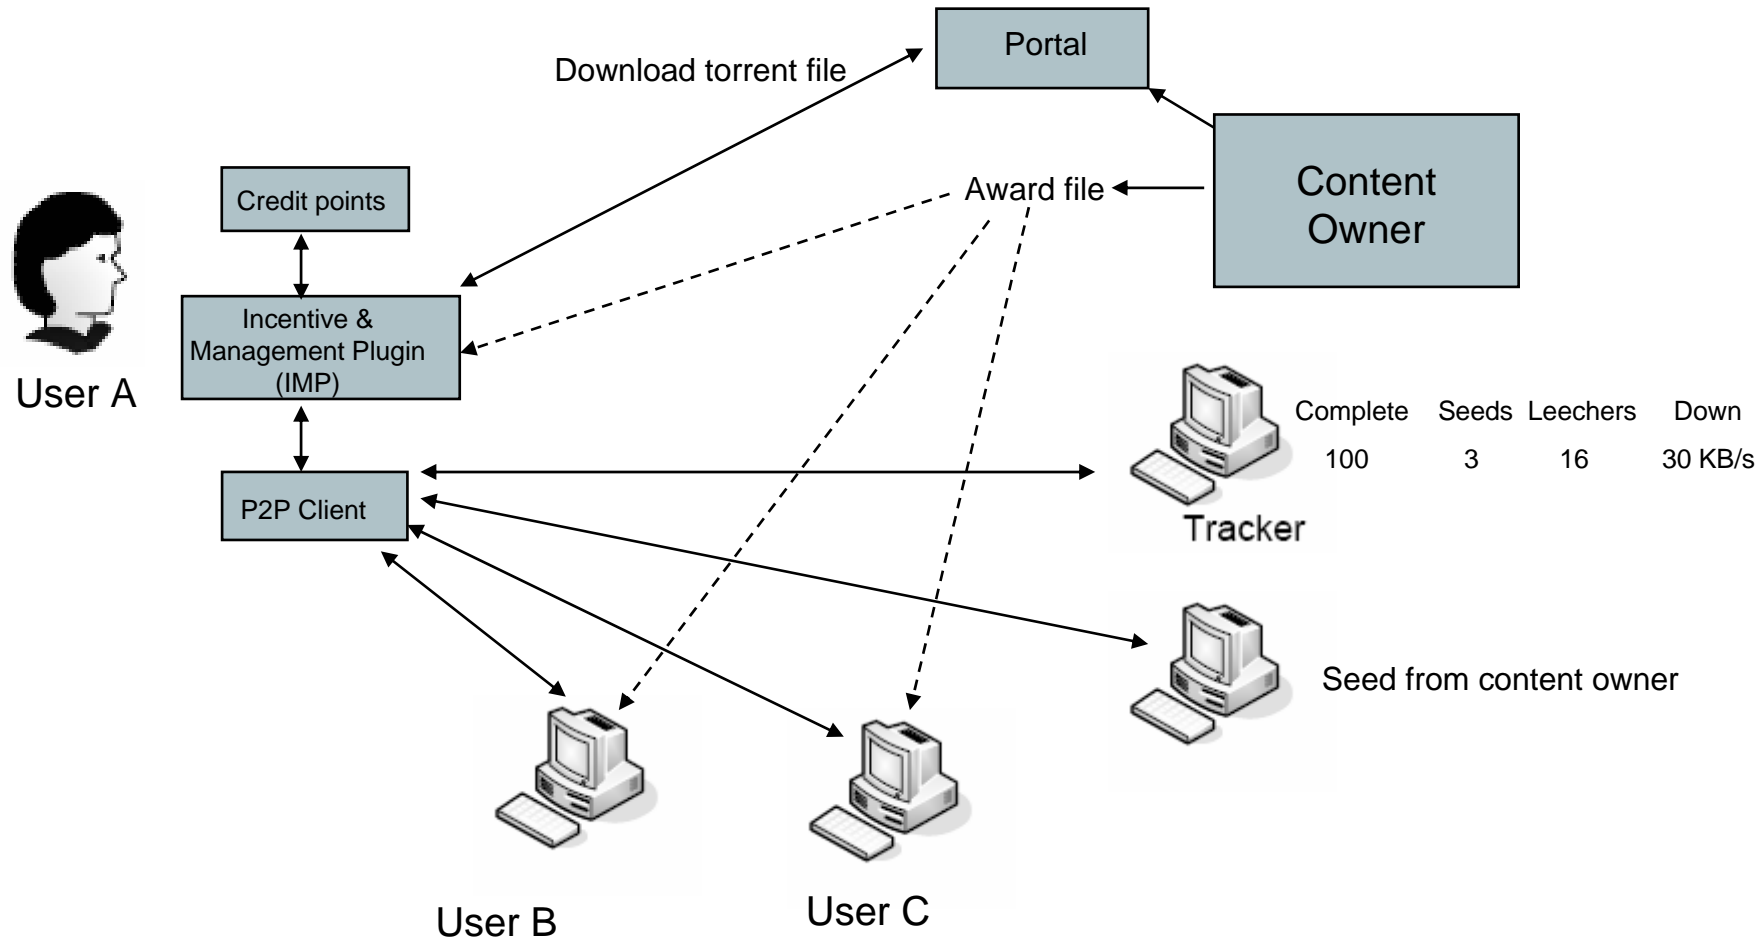 Portal
Download torrent file
Content
Owner
Award file
Credit points
Incentive &
Management Plugin
(IMP)
User A
Complete Seeds Leechers Down
100 3 16 30 KB/s
P2P Client
Tracker
Seed from content owner
User B
User C